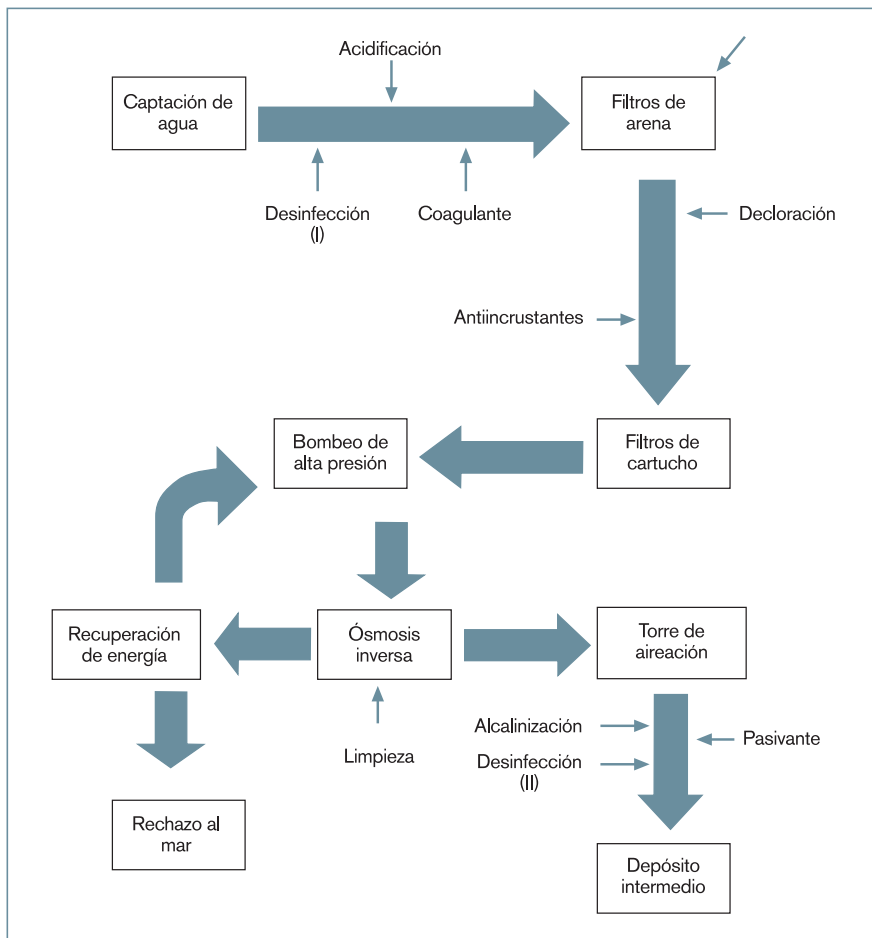 Acidificación
Captación de
agua
Filtros de
arena
Desinfección
(I)
Coagulante
Decloración
Antiincrustantes
Bombeo de
alta presión
Filtros de
cartucho
Recuperación
de energía
Ósmosis
inversa
Torre de
aireación
Alcalinización
Pasivante
Limpieza
Desinfección
(II)
Rechazo al
mar
Depósito
intermedio